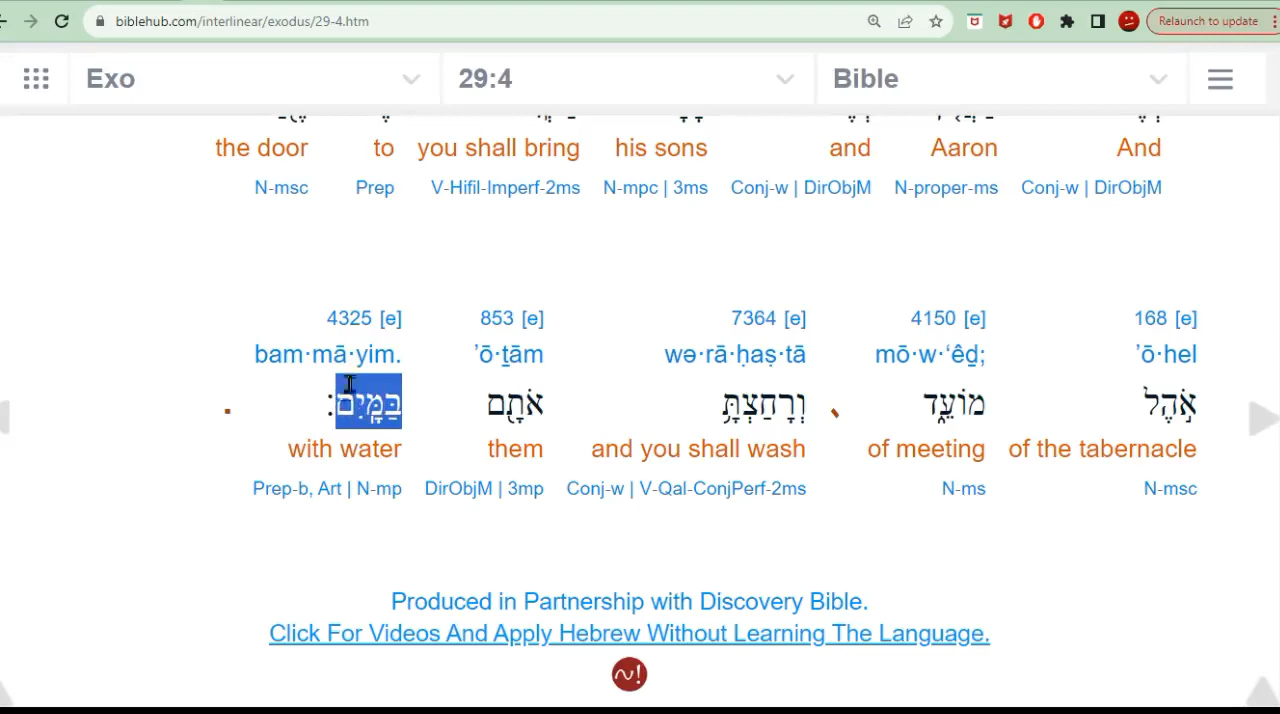 biblehub.com/interlinear/exodus/29-4.htm Relaunch to update
Exo 29:4 Bible
the door to you shall bring his sons and Aaron And
N-msc Prep V-Hifil-Imperf-2ms N-mpc | 3ms Conj-w | DirObjM N-proper-ms Conj-w | DirObjM
4325 [e] 853 [e] 7364 [e] 4150 [e] 168 [e]
bam·mā·yim. ’ō·ṯām wə·rā·ḥaṣ·tā mō·w·‘êḏ; ’ō·hel
אֹ֣הֶל מוֹעֵ֑ד וְרָחַצְתָּ֥ אֹתָ֖ם בַּמָּֽיִם׃
with water them and you shall wash of meeting of the tabernacle
Prep-b, Art | N-mp DirObjM | 3mp Conj-w | V-Qal-ConjPerf-2ms N-ms N-msc
Produced in Partnership with Discovery Bible.
Click For Videos And Apply Hebrew Without Learning The Language.